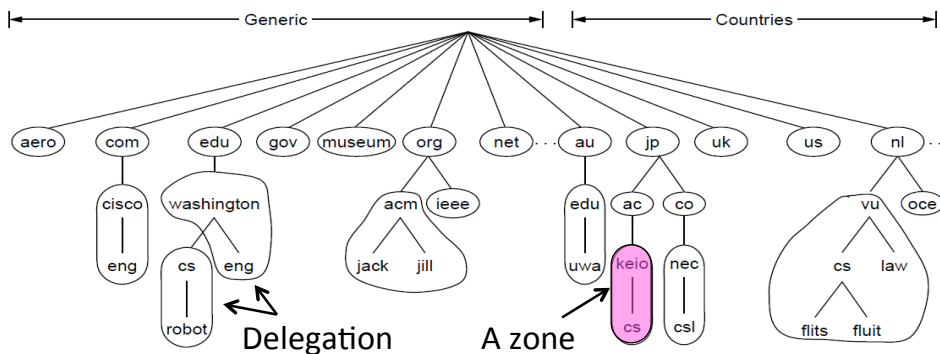 Generic Countries
aero com edu gov museum org net ... au jp uk us nl ...
cisco washington acm ieee edu ac co vu oce
eng cs eng jack jill uwa keio nec cs law
robot cs csl flits fluit
Delegation A zone